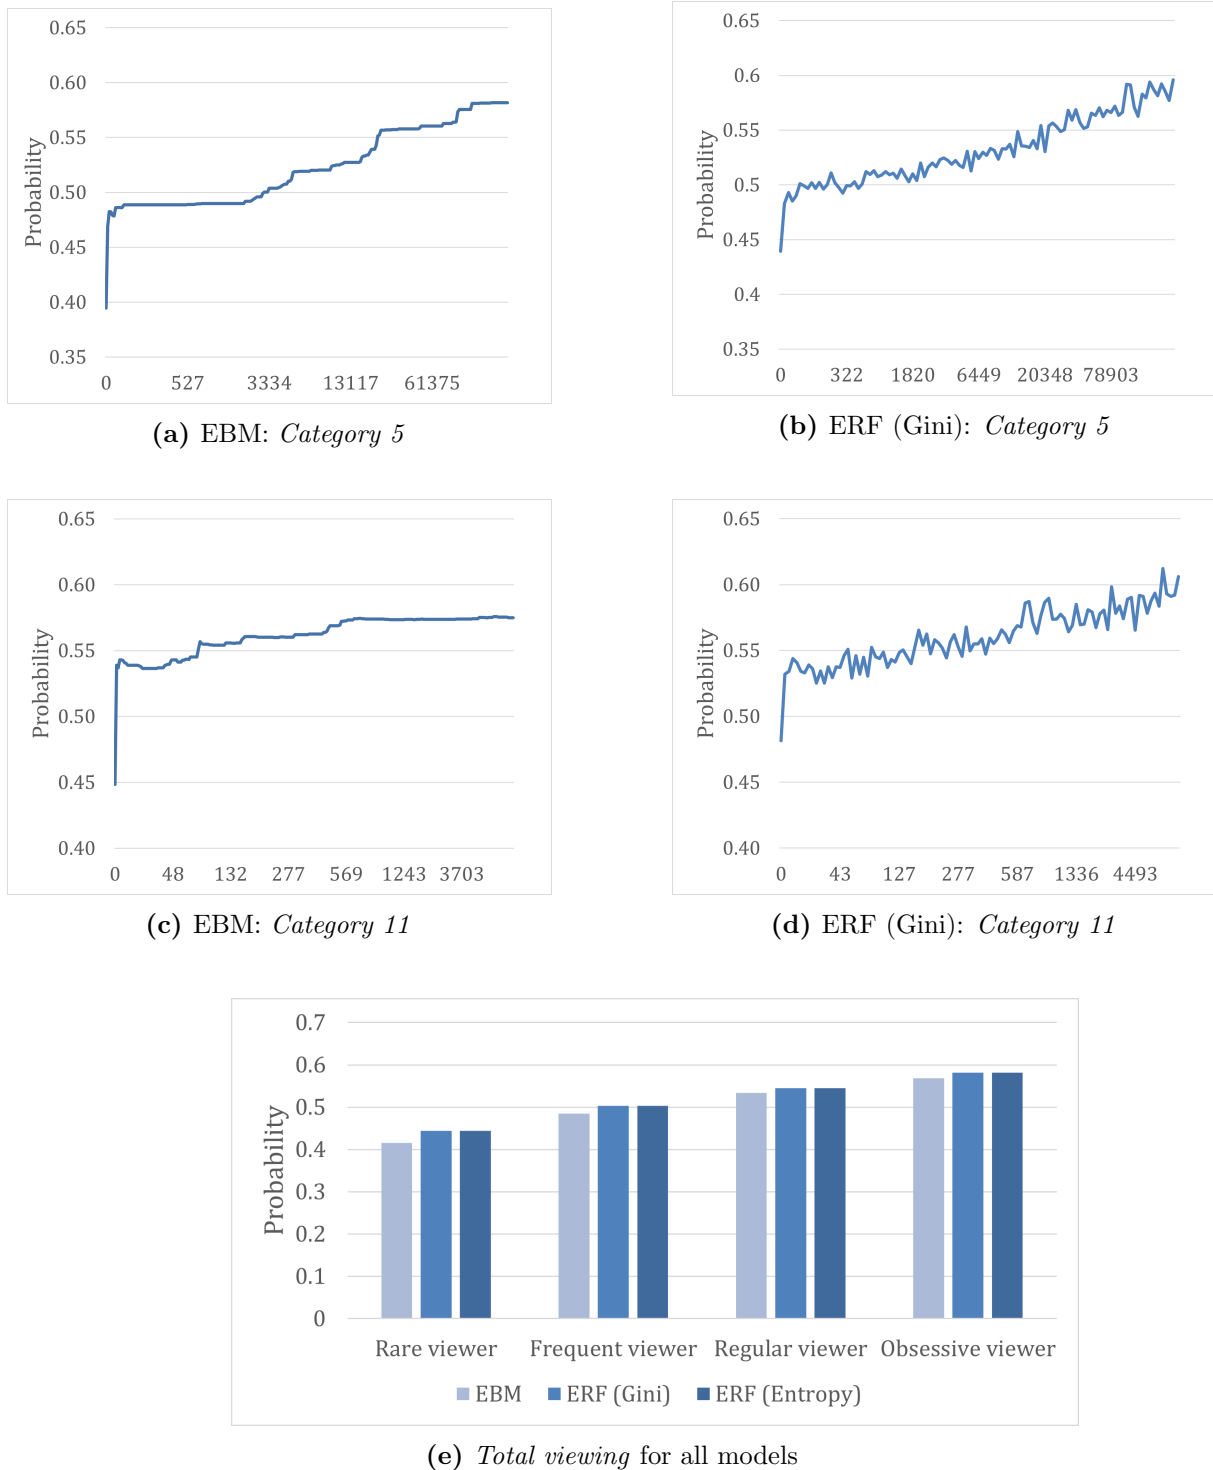 0.65
0.60
0.55
0.50
0.45
0.40
0.35
Probability
0 527 3334 13117 61375
(a) EBM: Category 5
0.65
0.6
0.55
0.5
0.45
0.4
0.35
Probability
0 322 1820 6449 20348 78903
(b) ERF (Gini): Category 5
0.65
0.60
0.55
0.50
0.45
0.40
Probability
0 48 132 277 569 1243 3703
(c) EBM: Category 11
0.65
0.60
0.55
0.50
0.45
0.40
Probability
0 43 127 277 587 1336 4493
(d) ERF (Gini): Category 11
0.7
0.6
0.5
0.4
0.3
0.2
0.1
0
Probability
Rare viewer Frequent viewer Regular viewer Obsessive viewer
EBM ERF (Gini) ERF (Entropy)
(e) Total viewing for all models